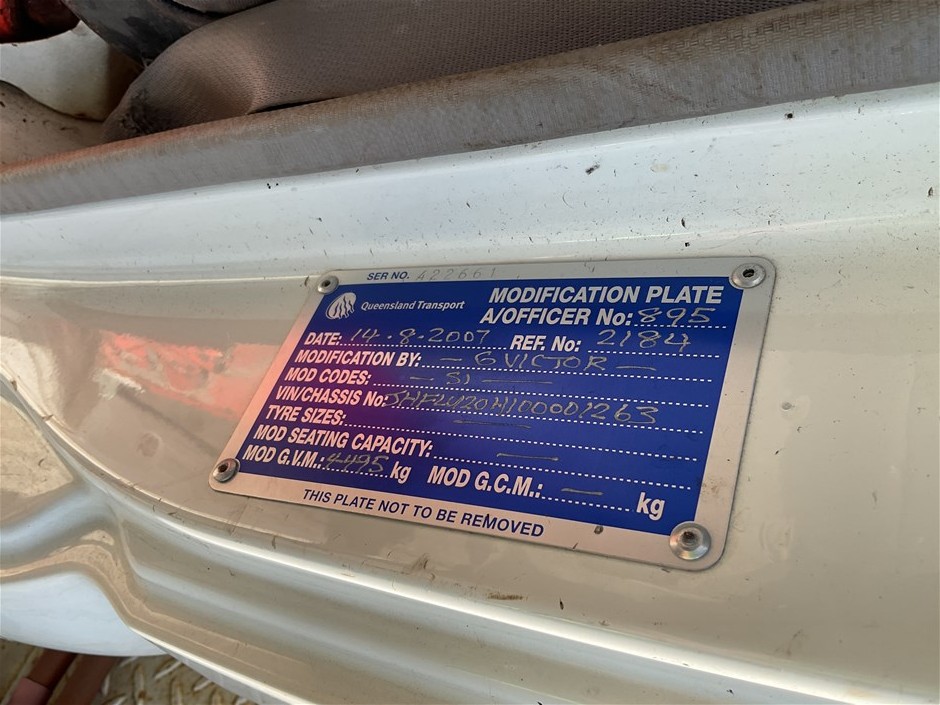 SER NO. 422661
Queensland Transport
MODIFICATION PLATE
A/OFFICER No: 895
DATE: 14.8.2007 REF. No: 2184
MODIFICATION BY: - G VICTOR -
MOD CODES: - S1 -
VIN/CHASSIS No:
TYRE SIZES: -
MOD SEATING CAPACITY: -
MOD G.V.M.: 4495 kg MOD G.C.M.: - kg
THIS PLATE NOT TO BE REMOVED